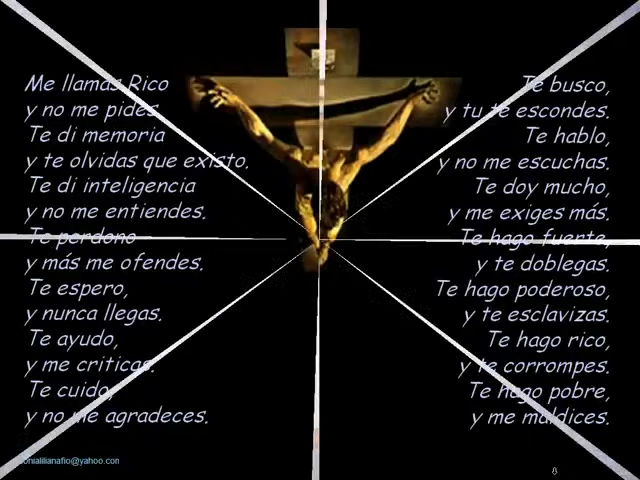 Me llamas Rico
y no me pides
Te di memoria
y te olvidas que existo.
Te di inteligencia
y no me entiendes.
Te perdono
y más me ofendes.
Te espero,
y nunca llegas.
Te ayudo,
y me criticas.
Te cuido,
y no me agradeces.
Te busco,
y tu te escondes.
Te hablo,
y no me escuchas.
Te doy mucho,
y me exiges más.
Te hago fuerte,
y te doblegas.
Te hago poderoso,
y te esclavizas.
Te hago rico,
y te corrompes.
Te hago pobre,
y me maldices.